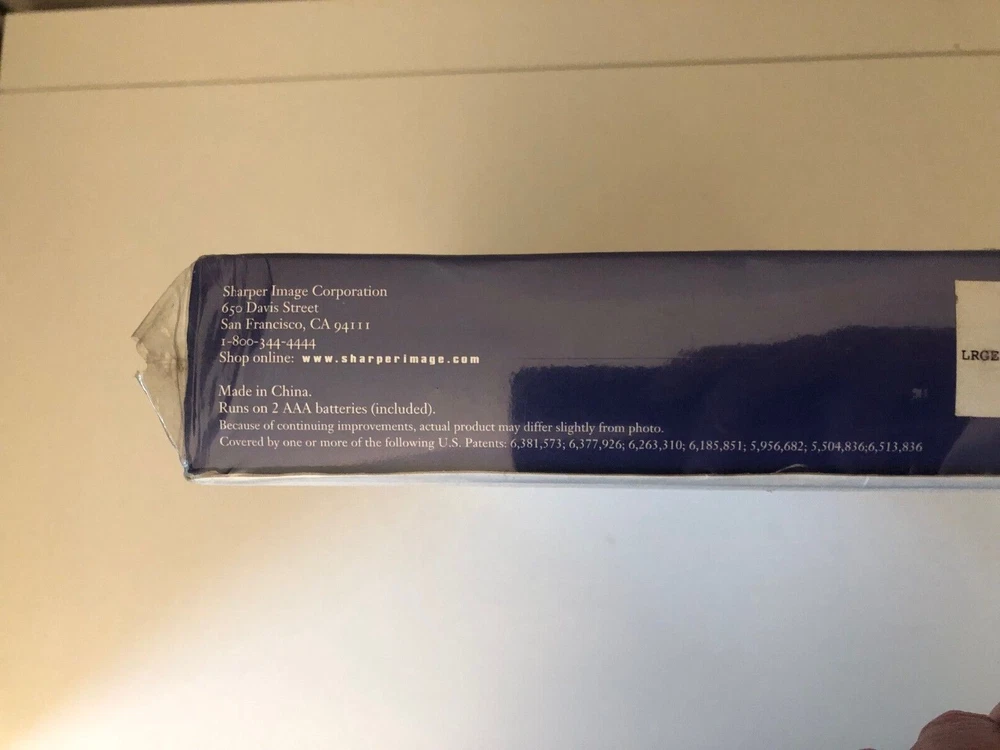 Sharper Image Corporation
650 Davis Street
San Francisco, CA 94111
1-800-344-4444
Shop online: www.sharperimage.com
Made in China.
Runs on 2 AAA batteries (included).
Because of continuing improvements, actual product may differ slightly from photo.
Covered by one or more of the following U.S. Patents: 6,381,573; 6,377,926; 6,263,310; 6,185,851; 5,956,682; 5,504,836;6,513,836
LRGE